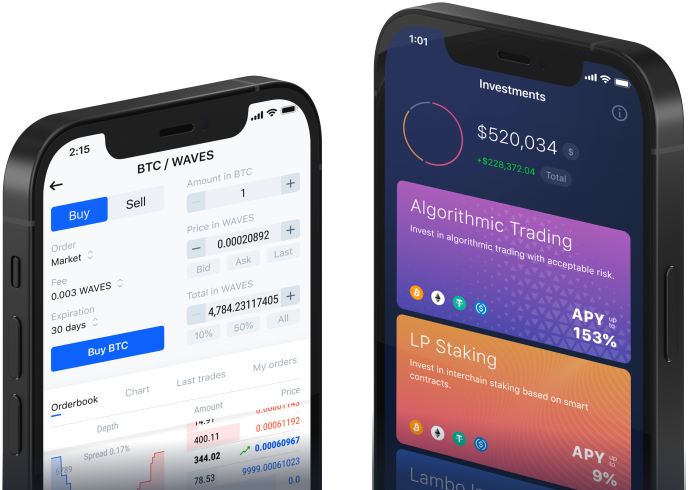 2:15
BTC / WAVES
Buy
Sell
Amount in BTC
1
Order
Market
Price in WAVES
0.00020892
Bid
Ask
Last
Fee
0.003 WAVES
Expiration
30 days
Total in WAVES
4,784.23117405
10%
50%
All
Buy BTC
Orderbook
Chart
Last trades
My orders
Depth
Amount
Price
Spread 0.17%
6789
14.91
0.00061143
400.11
0.00061192
344.02
0.00060967
78.53
9999.00061023
0.0
1:01
Investments
$520,034
$
+$228,372.04
Total
Algorithmic Trading
Invest in algorithmic trading with acceptable risk.
APY up to
153%
LP Staking
Invest in interchain staking based on smart
contracts.
APY up to
9%